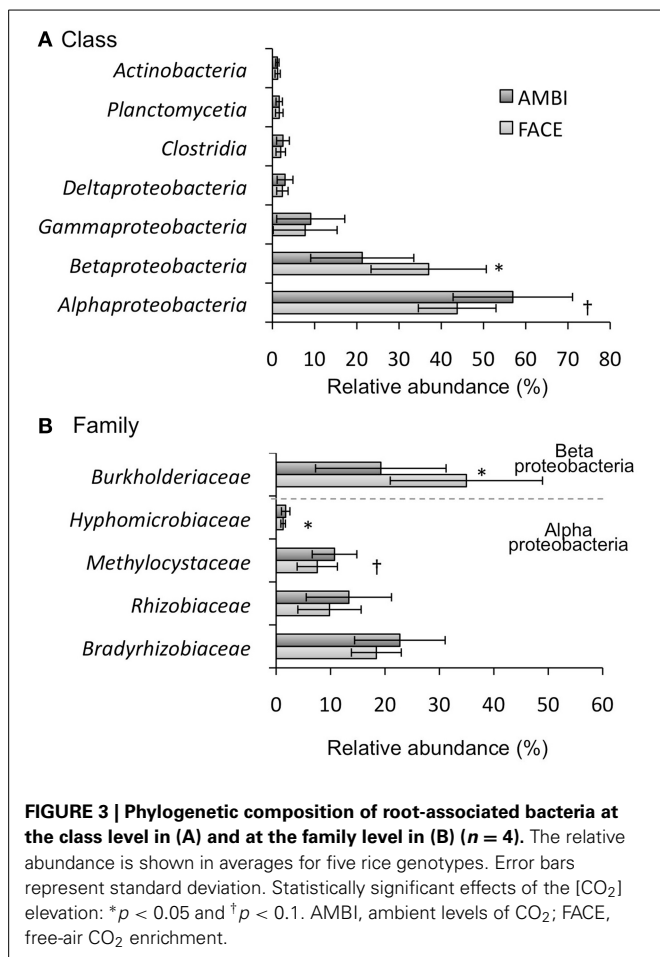 A Class
Actinobacteria
Planctomycetia
Clostridia
Deltaproteobacteria
Gammaproteobacteria
Betaproteobacteria
Alphaproteobacteria
AMBI
FACE
*
†
0 10 20 30 40 50 60 70 80
Relative abundance (%)
B Family
Burkholderiaceae
Hyphomicrobiaceae
Methylocystaceae
Rhizobiaceae
Bradyrhizobiaceae
Beta
proteobacteria
*
Alpha
proteobacteria
*
†
0 10 20 30 40 50 60
Relative abundance (%)
FIGURE 3 | Phylogenetic composition of root-associated bacteria at
the class level in (A) and at the family level in (B) (n = 4). The relative
abundance is shown in averages for five rice genotypes. Error bars
represent standard deviation. Statistically significant effects of the [CO₂]
elevation: *p < 0.05 and †p < 0.1. AMBI, ambient levels of CO₂; FACE,
free-air CO₂ enrichment.